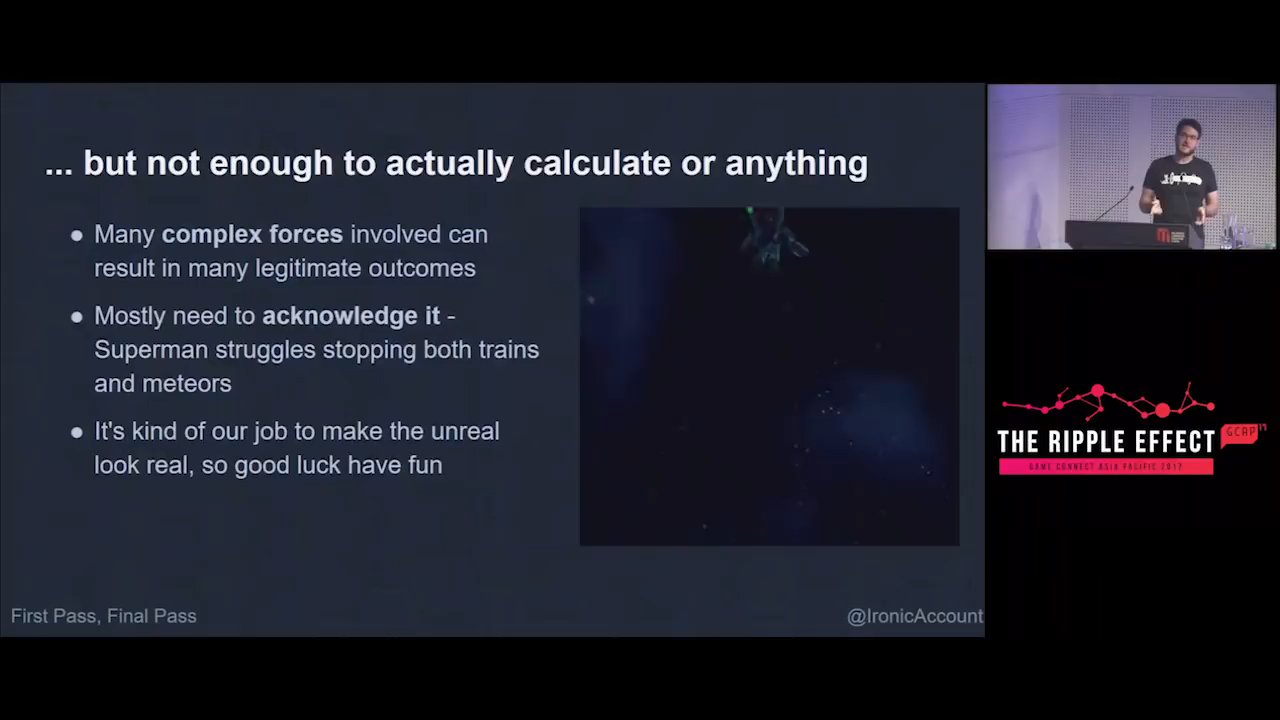 ... but not enough to actually calculate or anything
● Many complex forces involved can
result in many legitimate outcomes
● Mostly need to acknowledge it -
Superman struggles stopping both trains
and meteors
● It's kind of our job to make the unreal
look real, so good luck have fun
First Pass, Final Pass
@IronicAccount
THE RIPPLE EFFECT
GCAP17
GAME CONNECT ASIA PACIFIC 2017